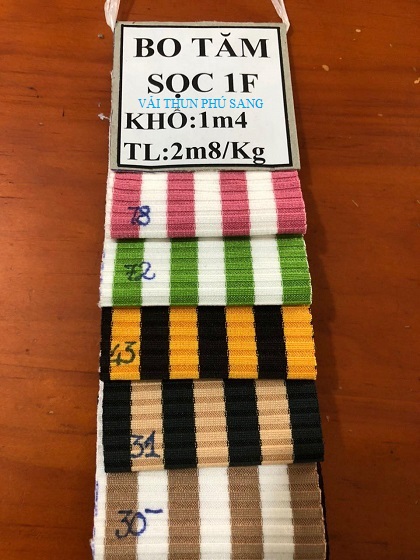 BO TĂM
SỌC 1F
VẢI THUN PHÚ SANG
KHỔ:1m4
TL:2m8/Kg
78
72
43
31
30-